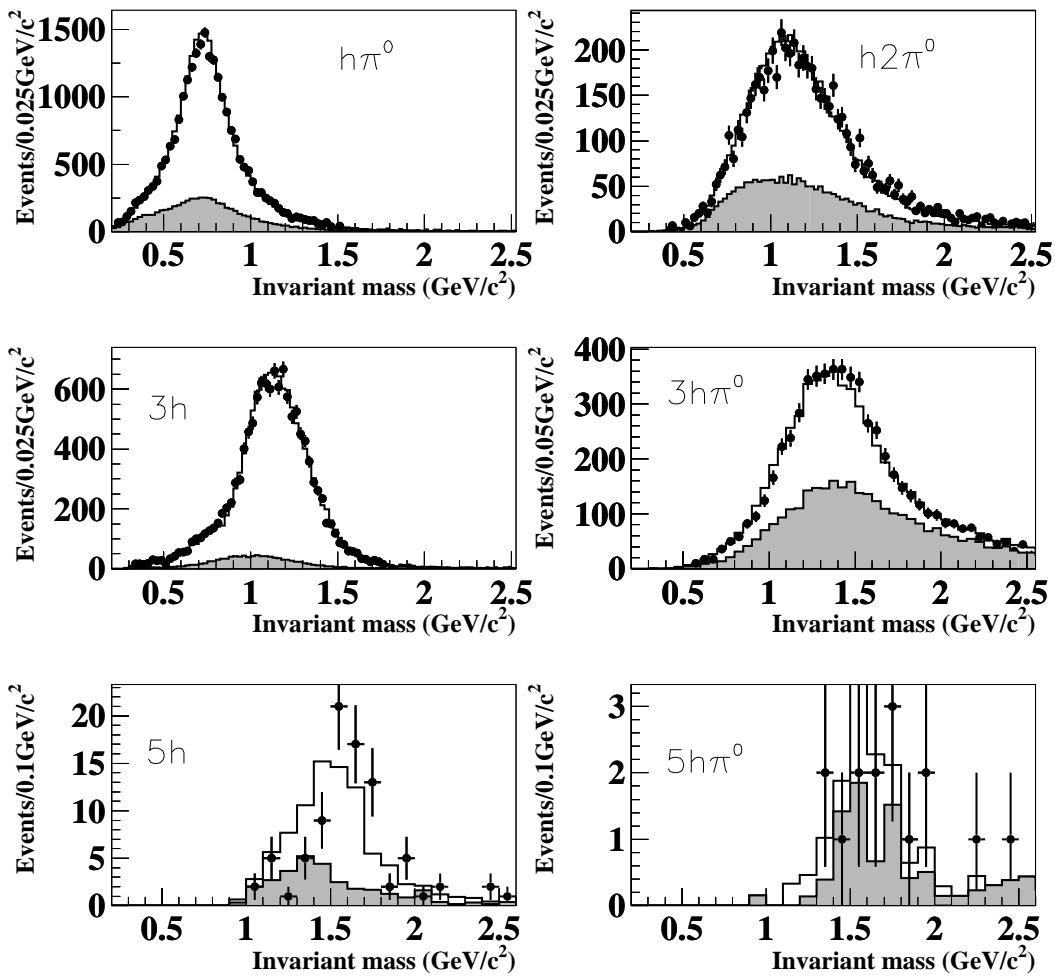 Events/0.025GeV/c²
1500
1000
500
0
hπ⁰
0.5 1 1.5 2 2.5
Invariant mass (GeV/c²)
Events/0.025GeV/c²
200
150
100
50
0
h2π⁰
0.5 1 1.5 2 2.5
Invariant mass (GeV/c²)
Events/0.025GeV/c²
600
400
200
0
3h
0.5 1 1.5 2 2.5
Invariant mass (GeV/c²)
Events/0.05GeV/c²
400
300
200
100
0
3hπ⁰
0.5 1 1.5 2 2.5
Invariant mass (GeV/c²)
Events/0.1GeV/c²
20
15
10
5
0
5h
0.5 1 1.5 2 2.5
Invariant mass (GeV/c²)
Events/0.1GeV/c²
3
2
1
0
5hπ⁰
0.5 1 1.5 2 2.5
Invariant mass (GeV/c²)